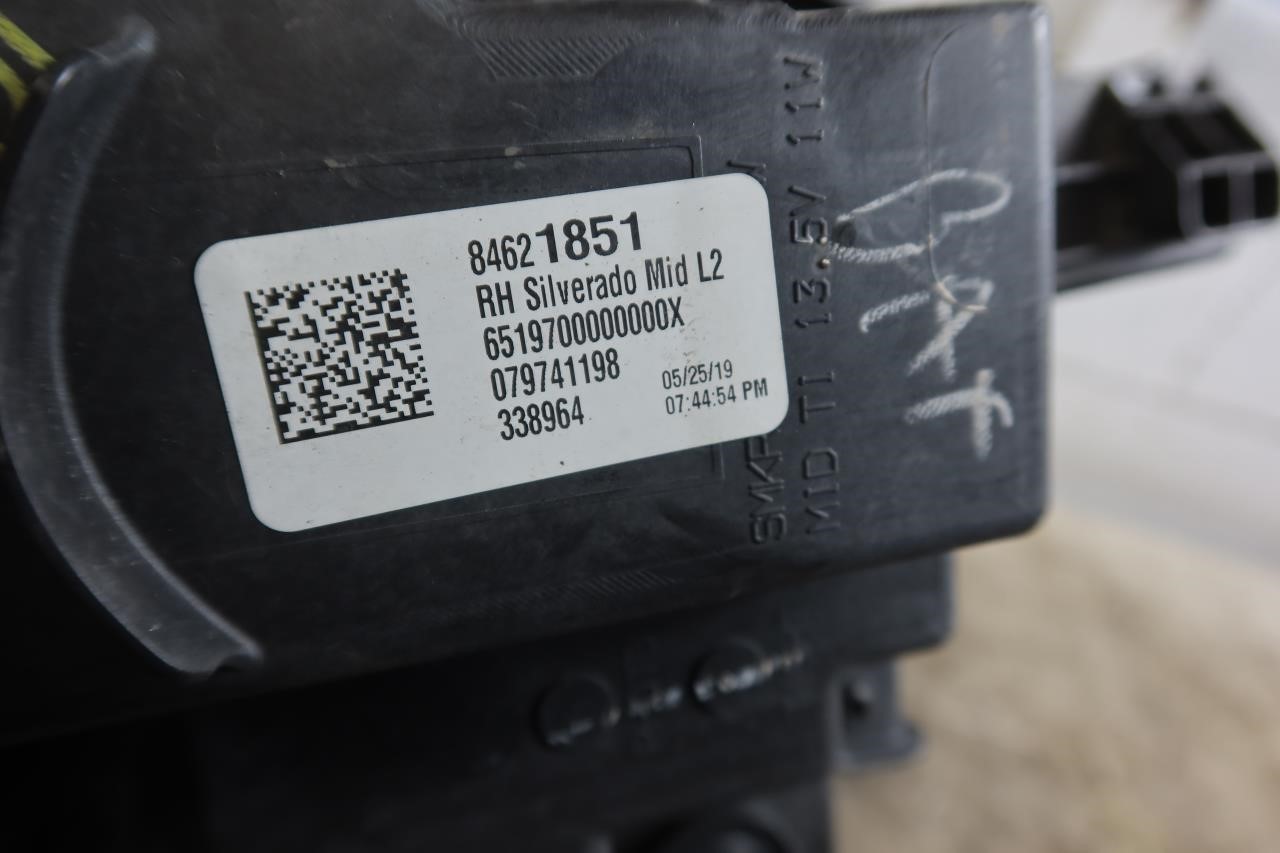 84621851
RH Silverado Mid L2
6519700000000X
079741198
338964
05/25/19
07:44:54 PM
MID TI 13.5V 11W